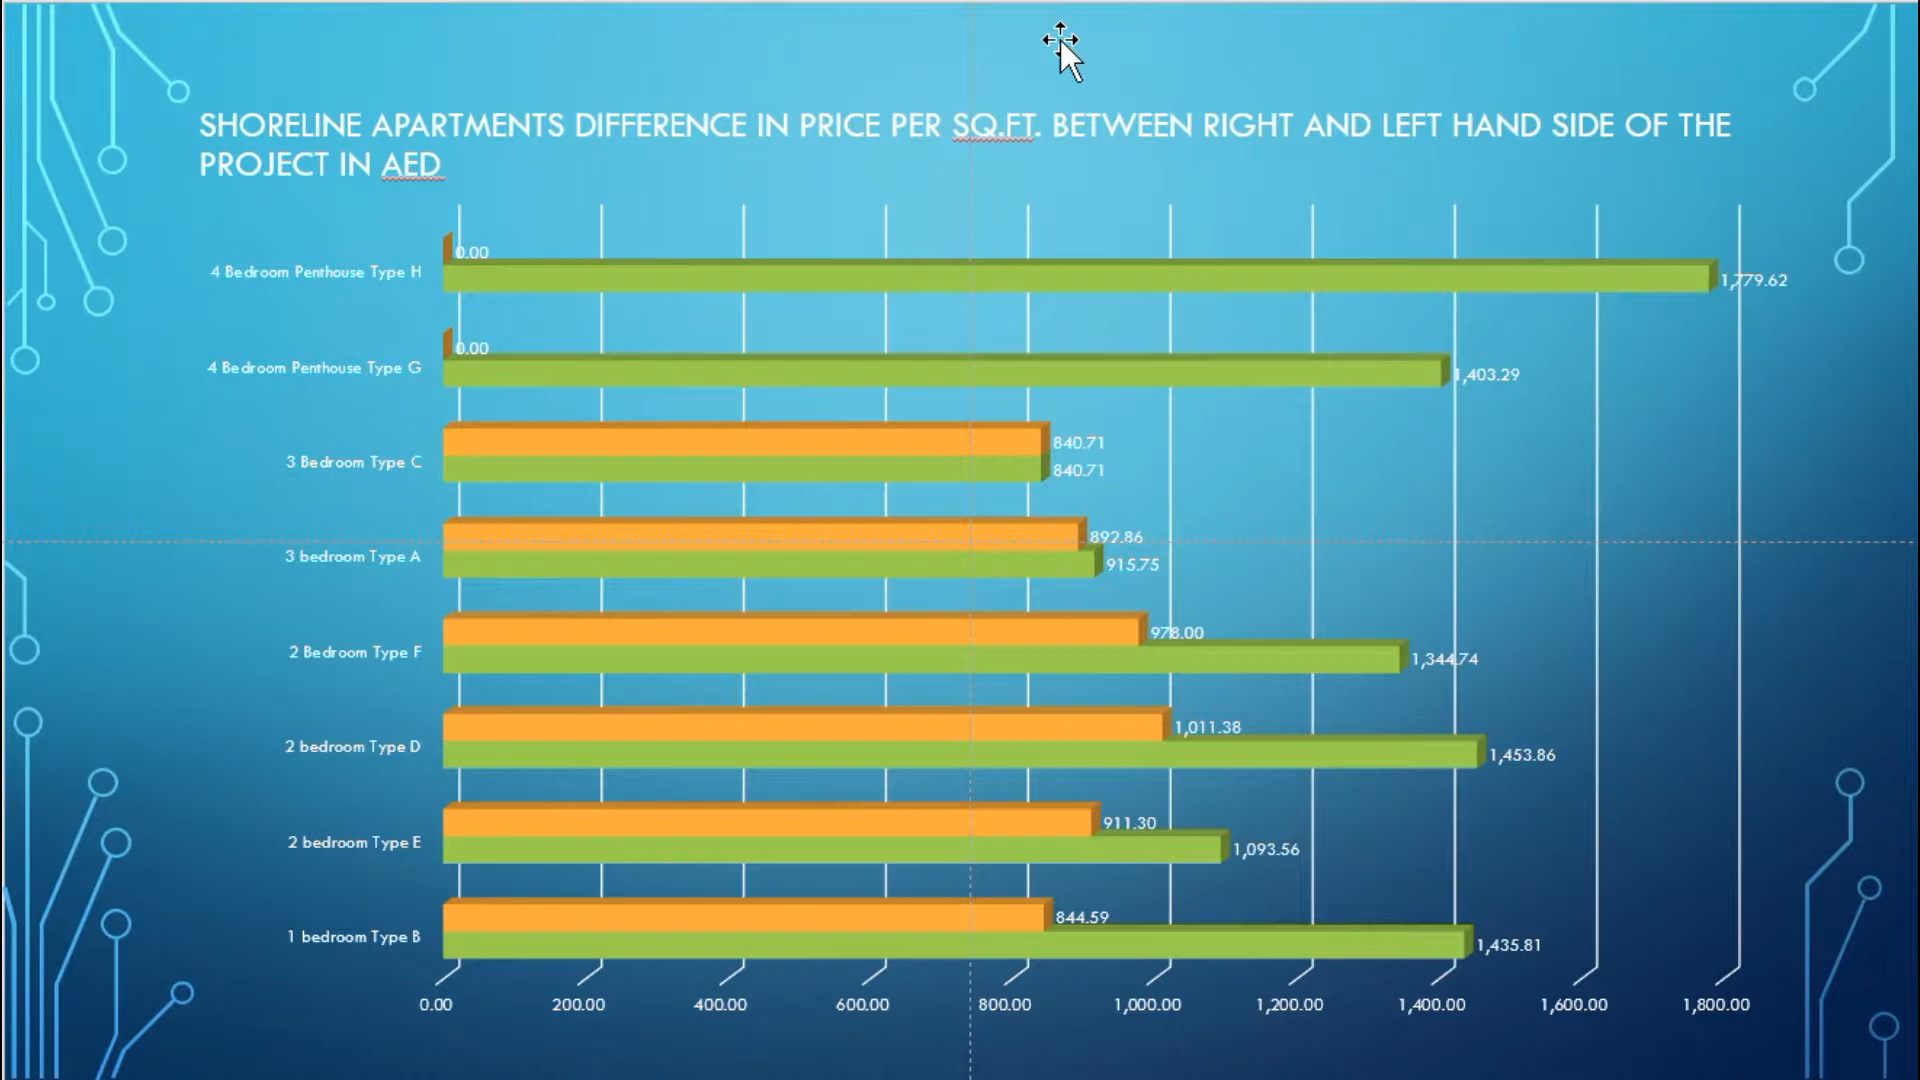 SHORELINE APARTMENTS DIFFERENCE IN PRICE PER SQ.FT. BETWEEN RIGHT AND LEFT HAND SIDE OF THE
PROJECT IN AED
4 Bedroom Penthouse Type H
0.00
1,779.62
4 Bedroom Penthouse Type G
0.00
1,403.29
3 Bedroom Type C
840.71
840.71
3 bedroom Type A
892.86
915.75
2 Bedroom Type F
978.00
1,344.74
2 bedroom Type D
1,011.38
1,453.86
2 bedroom Type E
911.30
1,093.56
1 bedroom Type B
844.59
1,435.81
0.00 200.00 400.00 600.00 800.00 1,000.00 1,200.00 1,400.00 1,600.00 1,800.00